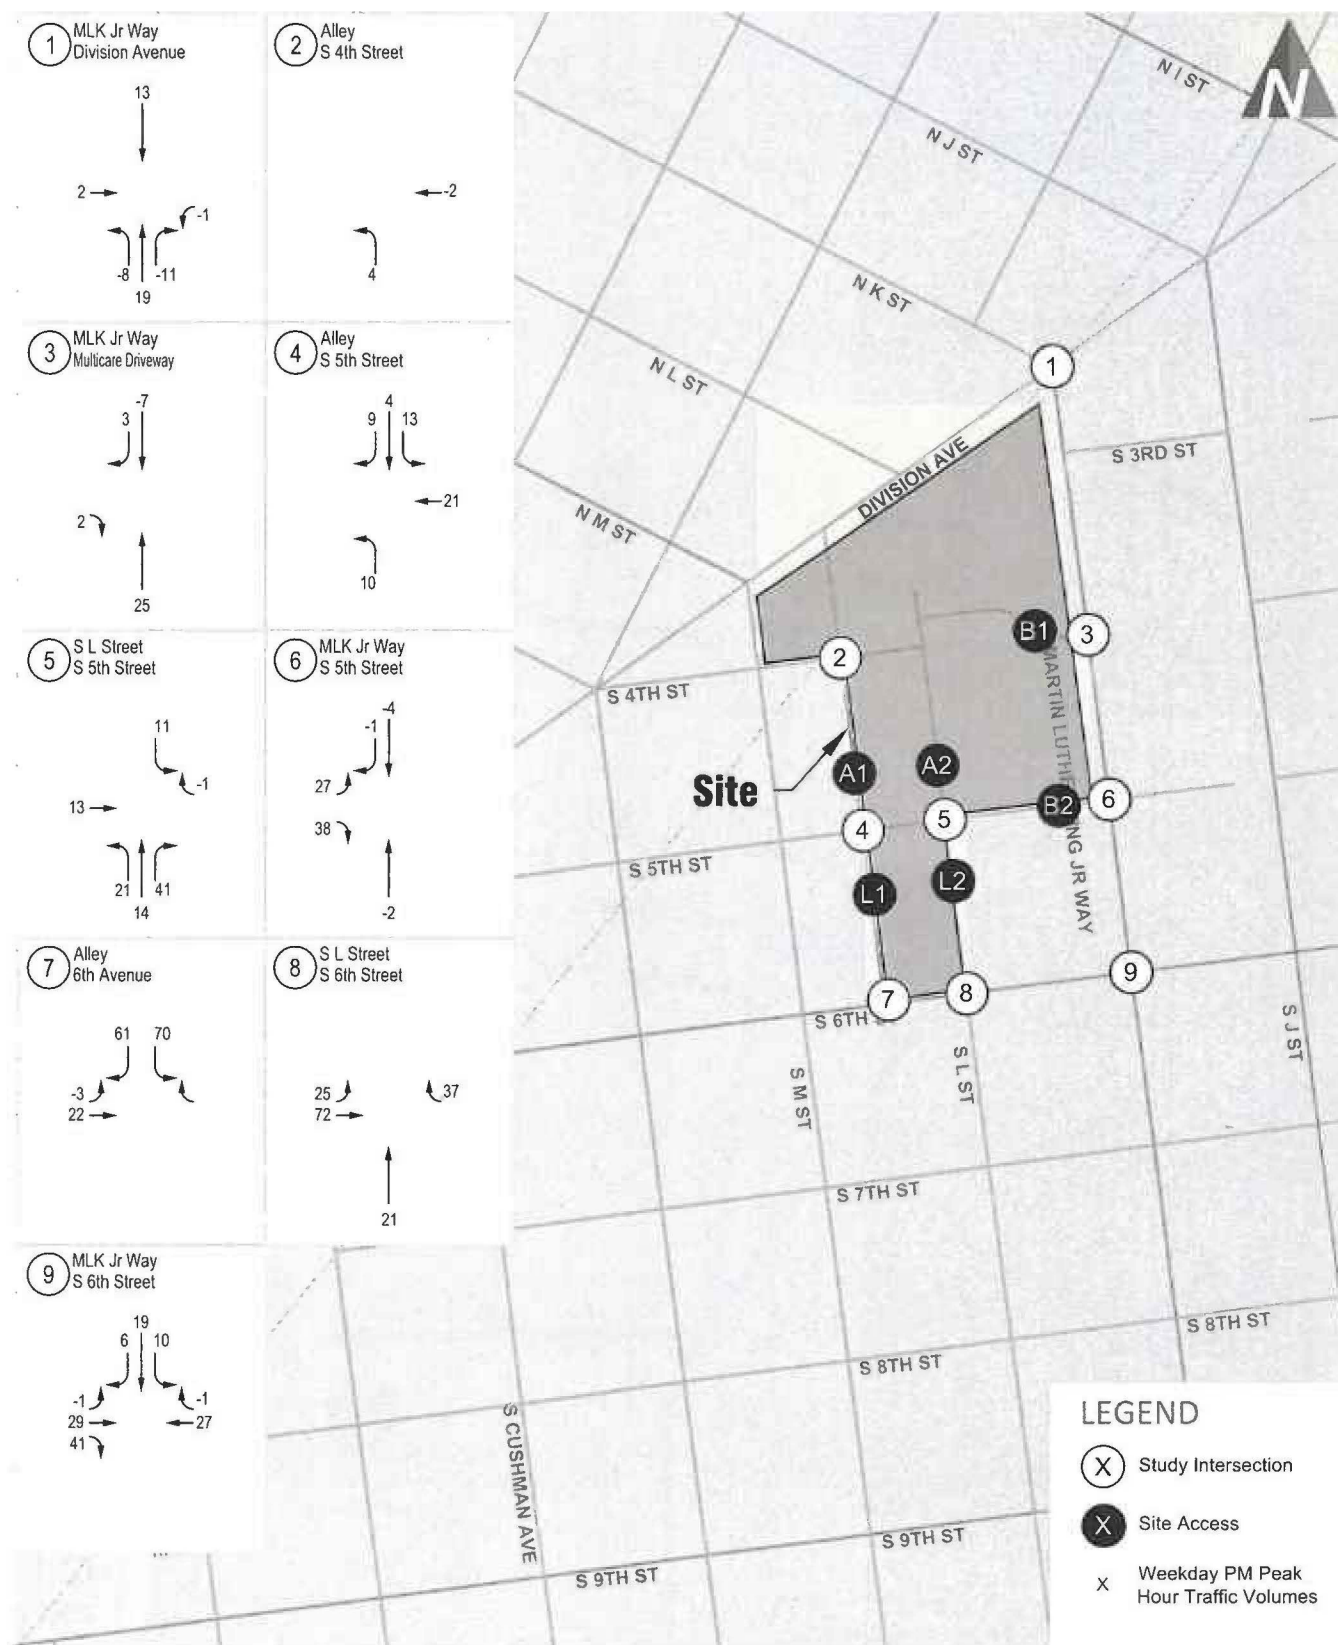 1
MLK Jr Way
Division Avenue
13
2
-1
-8
-11
19
2
Alley
S 4th Street
-2
4
3
MLK Jr Way
Multicare Driveway
-7
3
2
25
4
Alley
S 5th Street
4
9
13
21
10
5
S L Street
S 5th Street
11
-1
13
21
41
14
6
MLK Jr Way
S 5th Street
-4
-1
27
38
-2
7
Alley
6th Avenue
61
70
-3
22
8
S L Street
S 6th Street
25
37
72
21
9
MLK Jr Way
S 6th Street
19
6
10
-1
-1
29
27
41
N
N I ST
N J ST
N K ST
N L ST
N M ST
DIVISION AVE
S 3RD ST
S 4TH ST
S 5TH ST
S 6TH
S 7TH ST
S 8TH ST
S 8TH ST
S 9TH ST
S 9TH ST
S M ST
S L ST
S J ST
S CUSHMAN AVE
MARTIN LUTHE
NG JR WAY
Site
1
2
3
4
5
6
7
8
9
A1
A2
B1
B2
L1
L2
LEGEND
X Study Intersection
X Site Access
X Weekday PM Peak
Hour Traffic Volumes